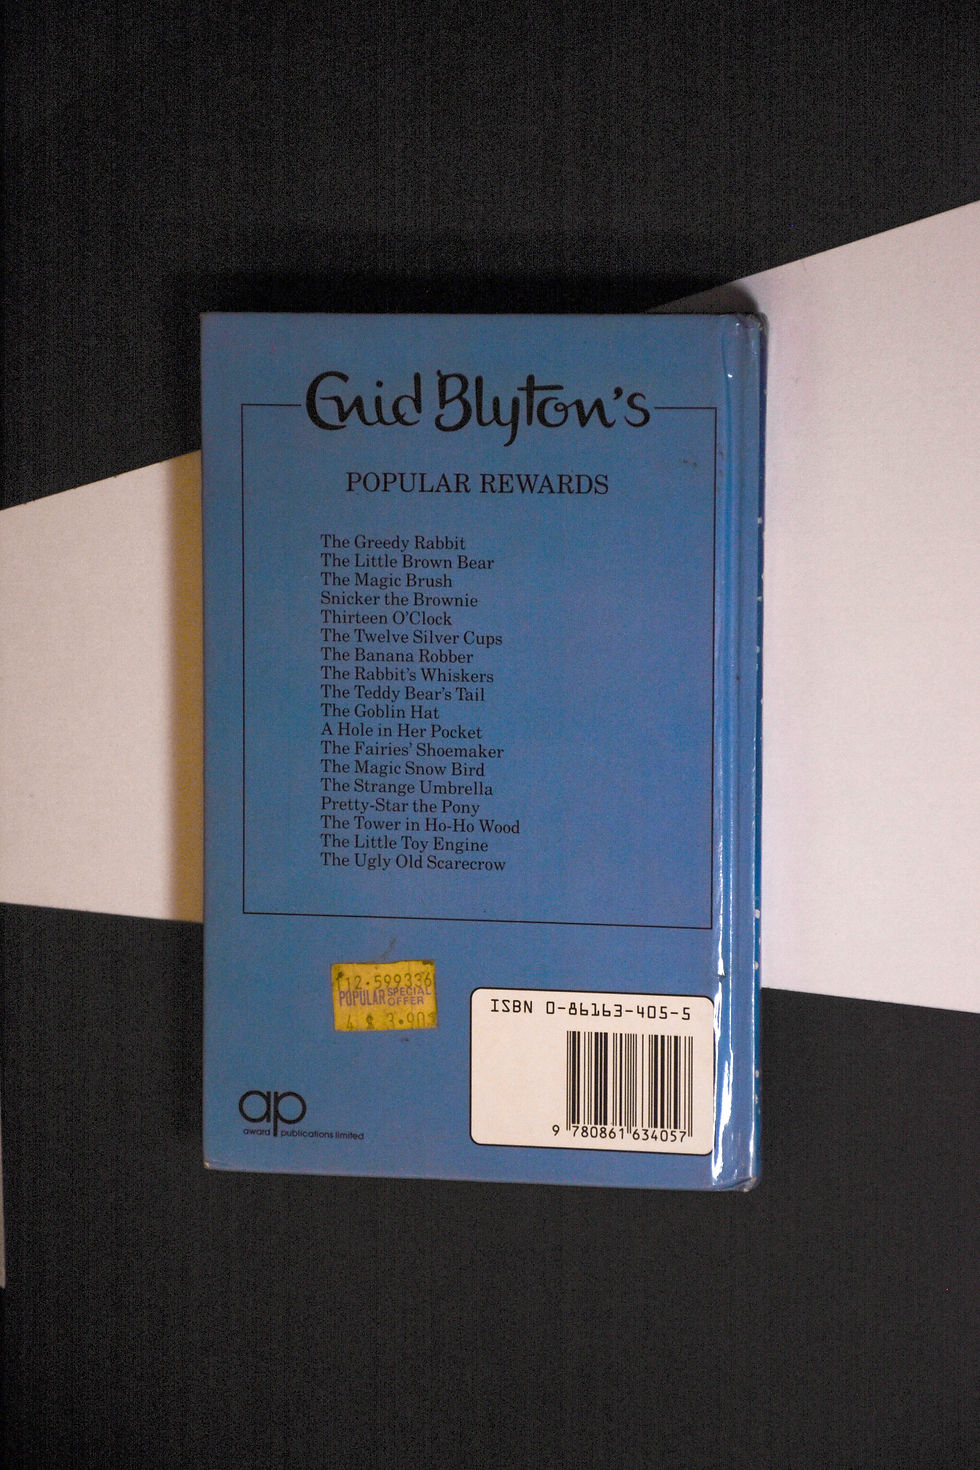 Enid Blyton's
POPULAR REWARDS
The Greedy Rabbit
The Little Brown Bear
The Magic Brush
Snicker the Brownie
Thirteen O'Clock
The Twelve Silver Cups
The Banana Robber
The Rabbit's Whiskers
The Teddy Bear's Tail
The Goblin Hat
A Hole in Her Pocket
The Fairies' Shoemaker
The Magic Snow Bird
The Strange Umbrella
Pretty-Star the Pony
The Tower in Ho-Ho Wood
The Little Toy Engine
The Ugly Old Scarecrow
12·599336
POPULAR SPECIAL OFFER
$ 3·90
ISBN 0-86163-405-5
9 780861 634057
ap
award publications limited